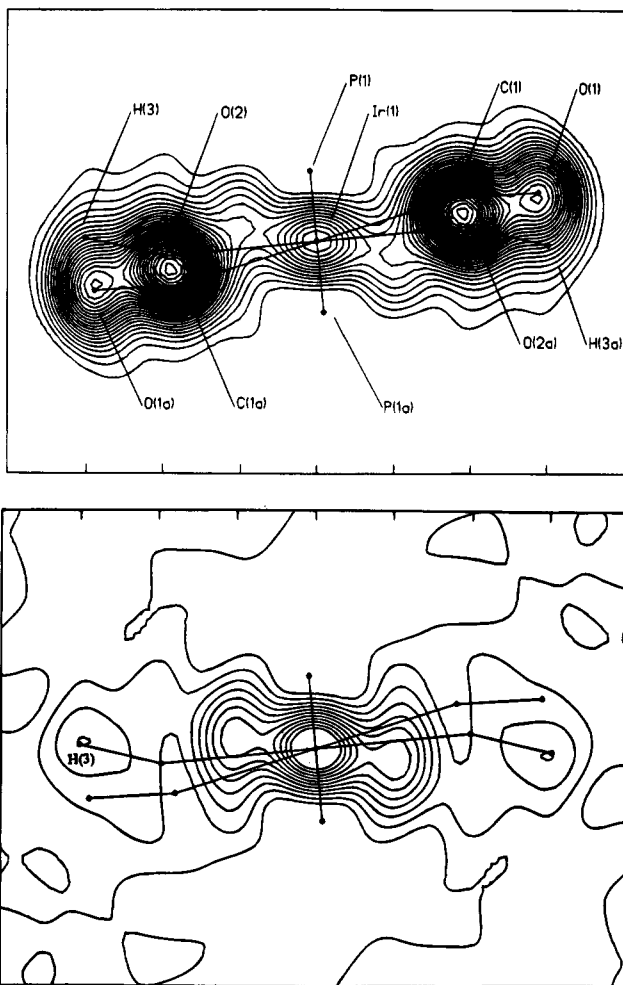 P(1)
C(1)
O(1)
H(3)
O(2)
Ir(1)
O(2a)
H(3a)
O(1a)
C(1a)
P(1a)
H(3)